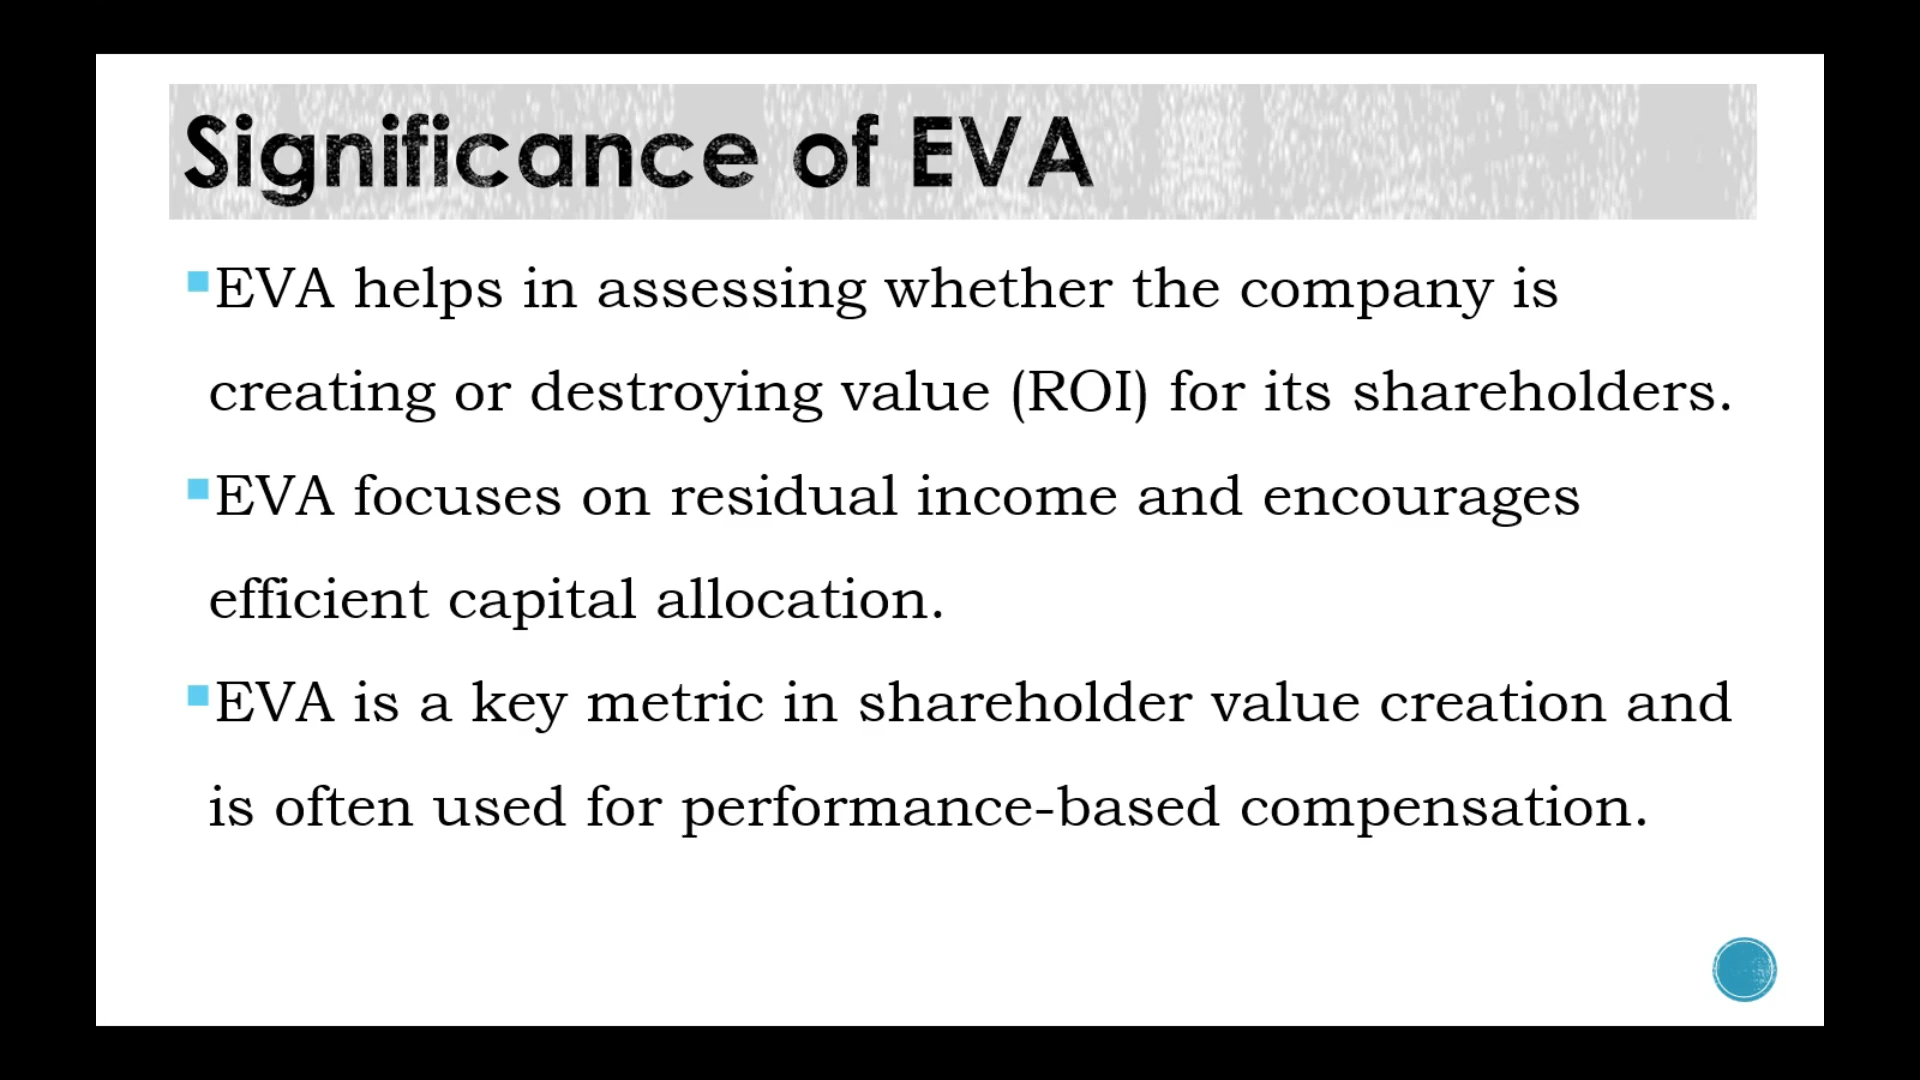 Significance of EVA
EVA helps in assessing whether the company is
creating or destroying value (ROI) for its shareholders.
EVA focuses on residual income and encourages
efficient capital allocation.
EVA is a key metric in shareholder value creation and
is often used for performance-based compensation.